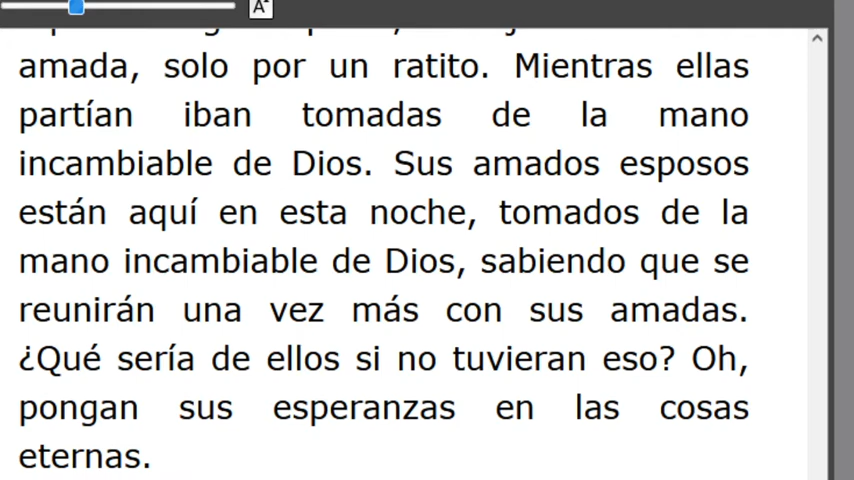 A
amada, solo por un ratito. Mientras ellas
partían iban tomadas de la mano
incambiable de Dios. Sus amados esposos
están aquí en esta noche, tomados de la
mano incambiable de Dios, sabiendo que se
reunirán una vez más con sus amadas.
¿Qué sería de ellos si no tuvieran eso? Oh,
pongan sus esperanzas en las cosas
eternas.